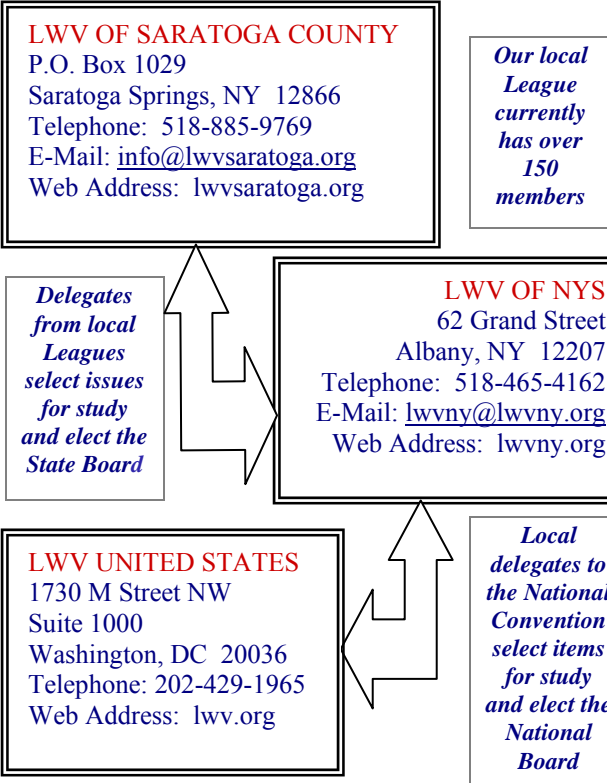 LWV OF SARATOGA COUNTY
P.O. Box 1029
Saratoga Springs, NY 12866
Telephone: 518-885-9769
E-Mail: info@lwvsaratoga.org
Web Address: lwvsaratoga.org
Our local
League
currently
has over
150
members
Delegates
from local
Leagues
select issues
for study
and elect the
State Board
LWV OF NYS
62 Grand Street
Albany, NY 12207
Telephone: 518-465-4162
E-Mail: lwvny@lwvny.org
Web Address: lwvny.org
LWV UNITED STATES
1730 M Street NW
Suite 1000
Washington, DC 20036
Telephone: 202-429-1965
Web Address: lwv.org
Local
delegates to
the National
Convention
select items
for study
and elect the
National
Board